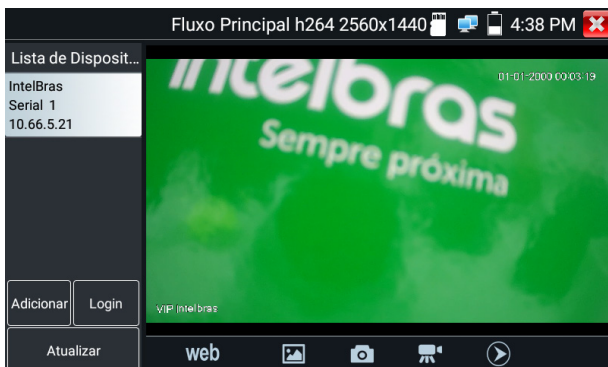 Fluxo Principal h264 2560x1440
4:38 PM
Lista de Disposit...
IntelBras
Serial 1
10.66.5.21
01-01-2000 00:03:19
intelbras
Sempre próxima
VIP Intelbras
Adicionar
Login
Atualizar
web